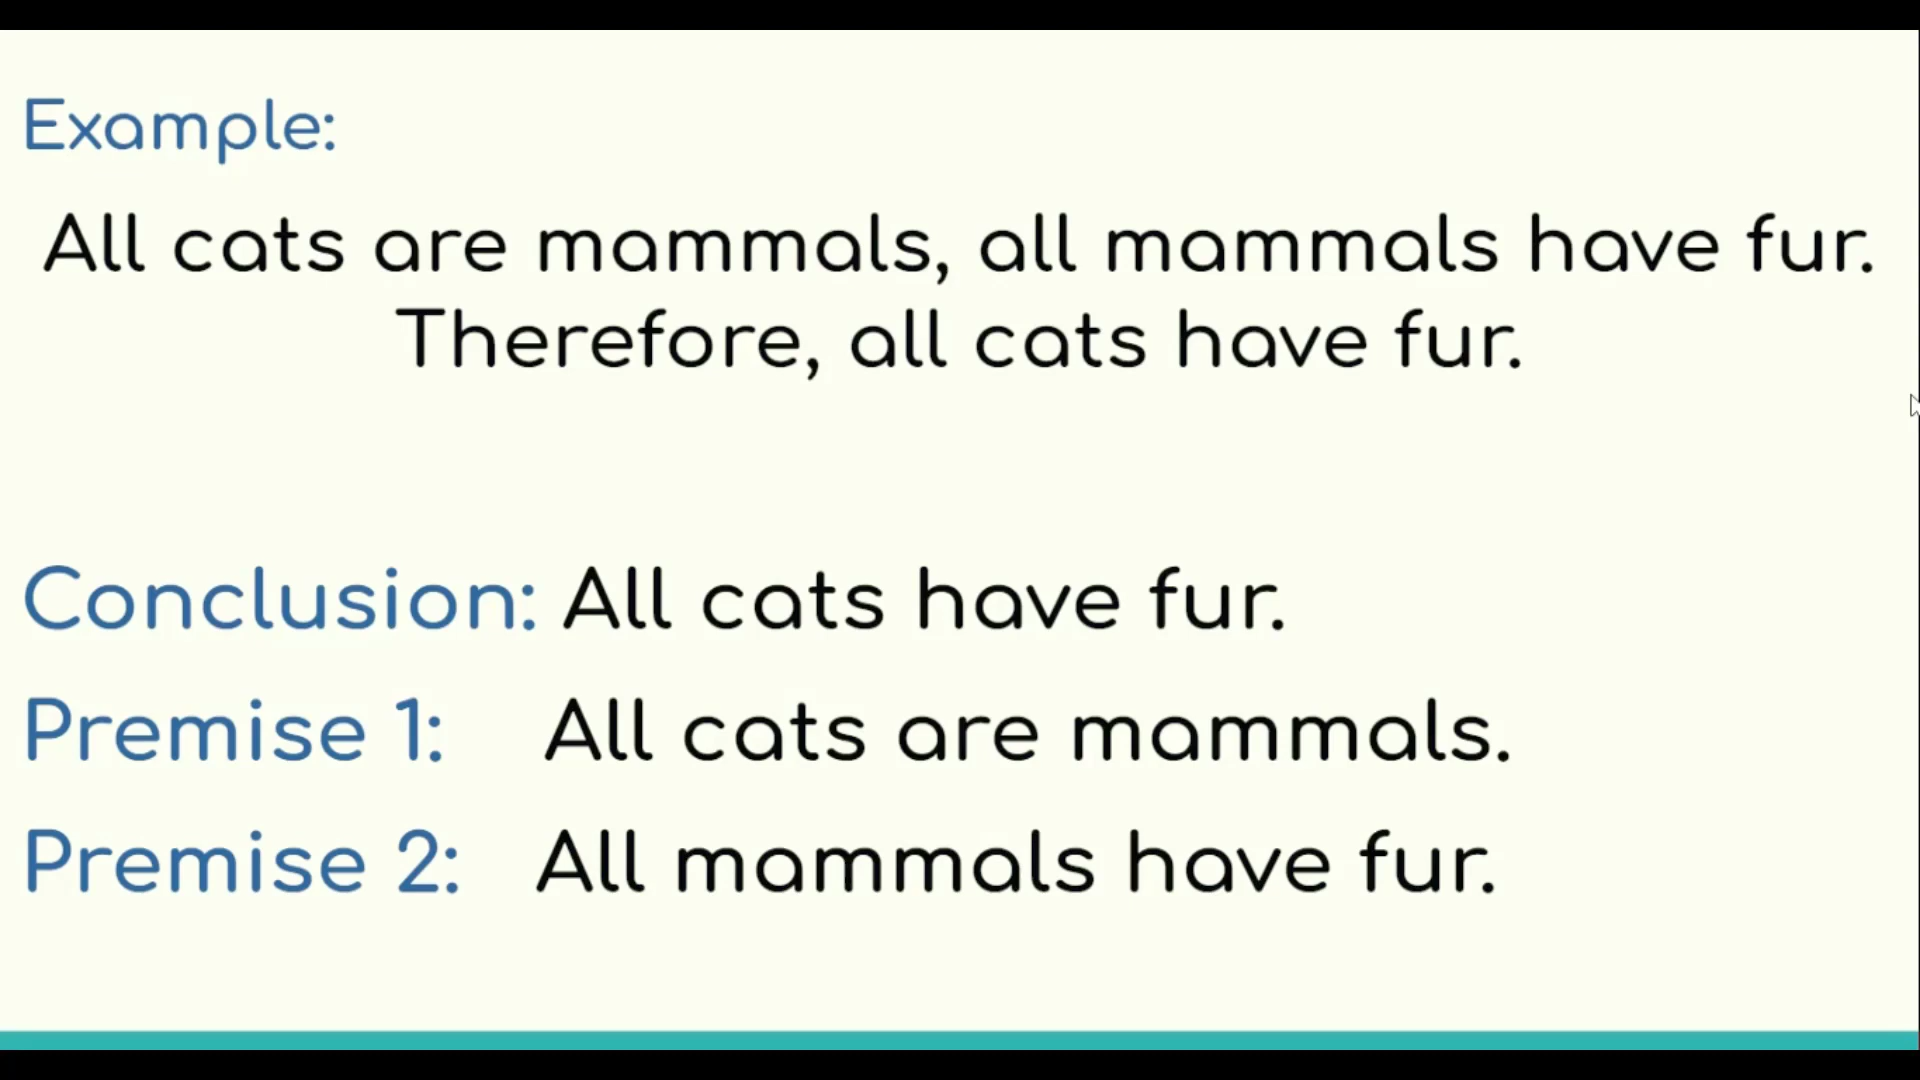 Example:
All cats are mammals, all mammals have fur.
Therefore, all cats have fur.
Conclusion: All cats have fur.
Premise 1: All cats are mammals.
Premise 2: All mammals have fur.